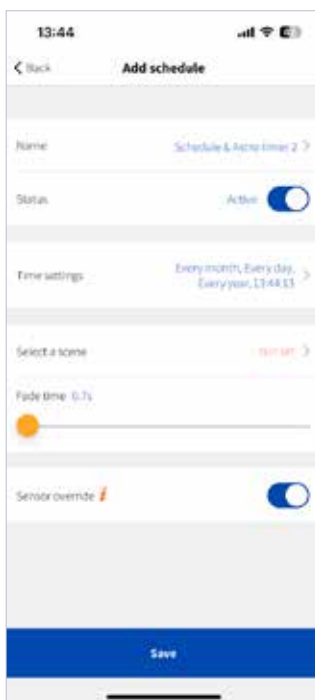 13:44
Back
Add schedule
Name
Schedule & Astro timer 2
Status
Active
Time settings
Every month, Every day,
Every year, 13:44:13
Select a scene
Not set
Fade time 0.7s
Sensor override i
Save